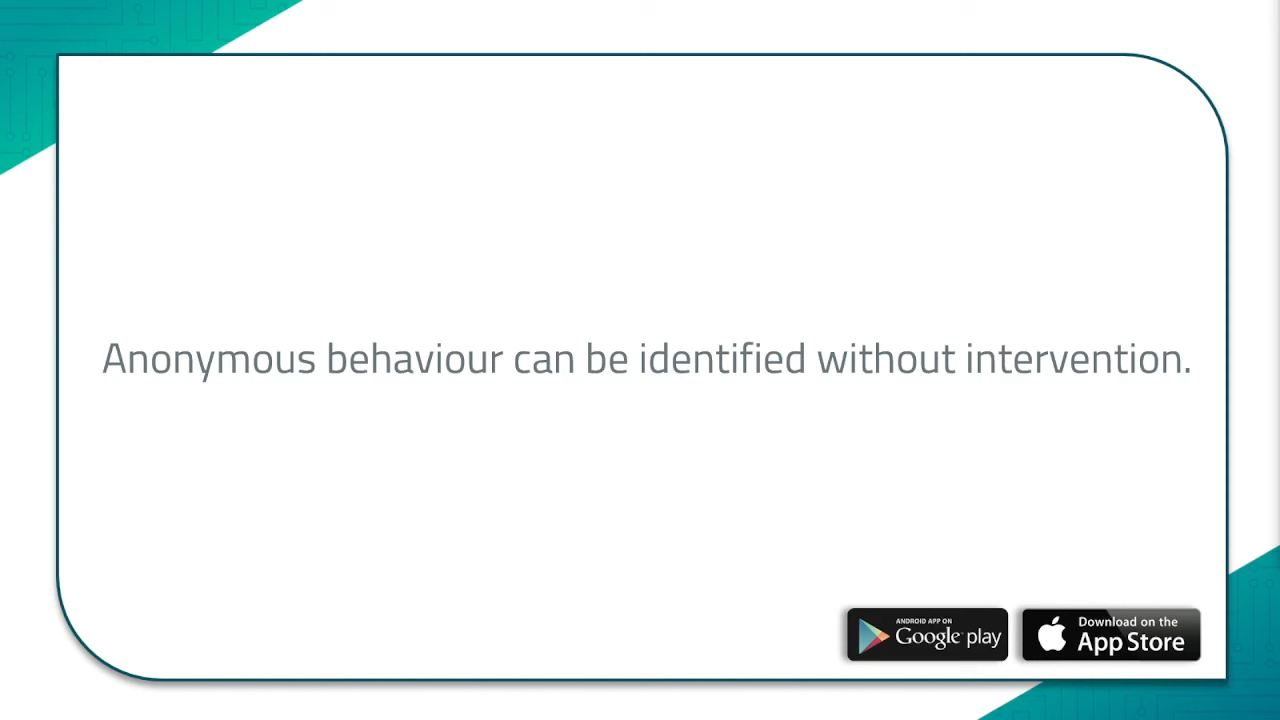 Anonymous behaviour can be identified without intervention.
ANDROID APP ON
Google play
Download on the
App Store